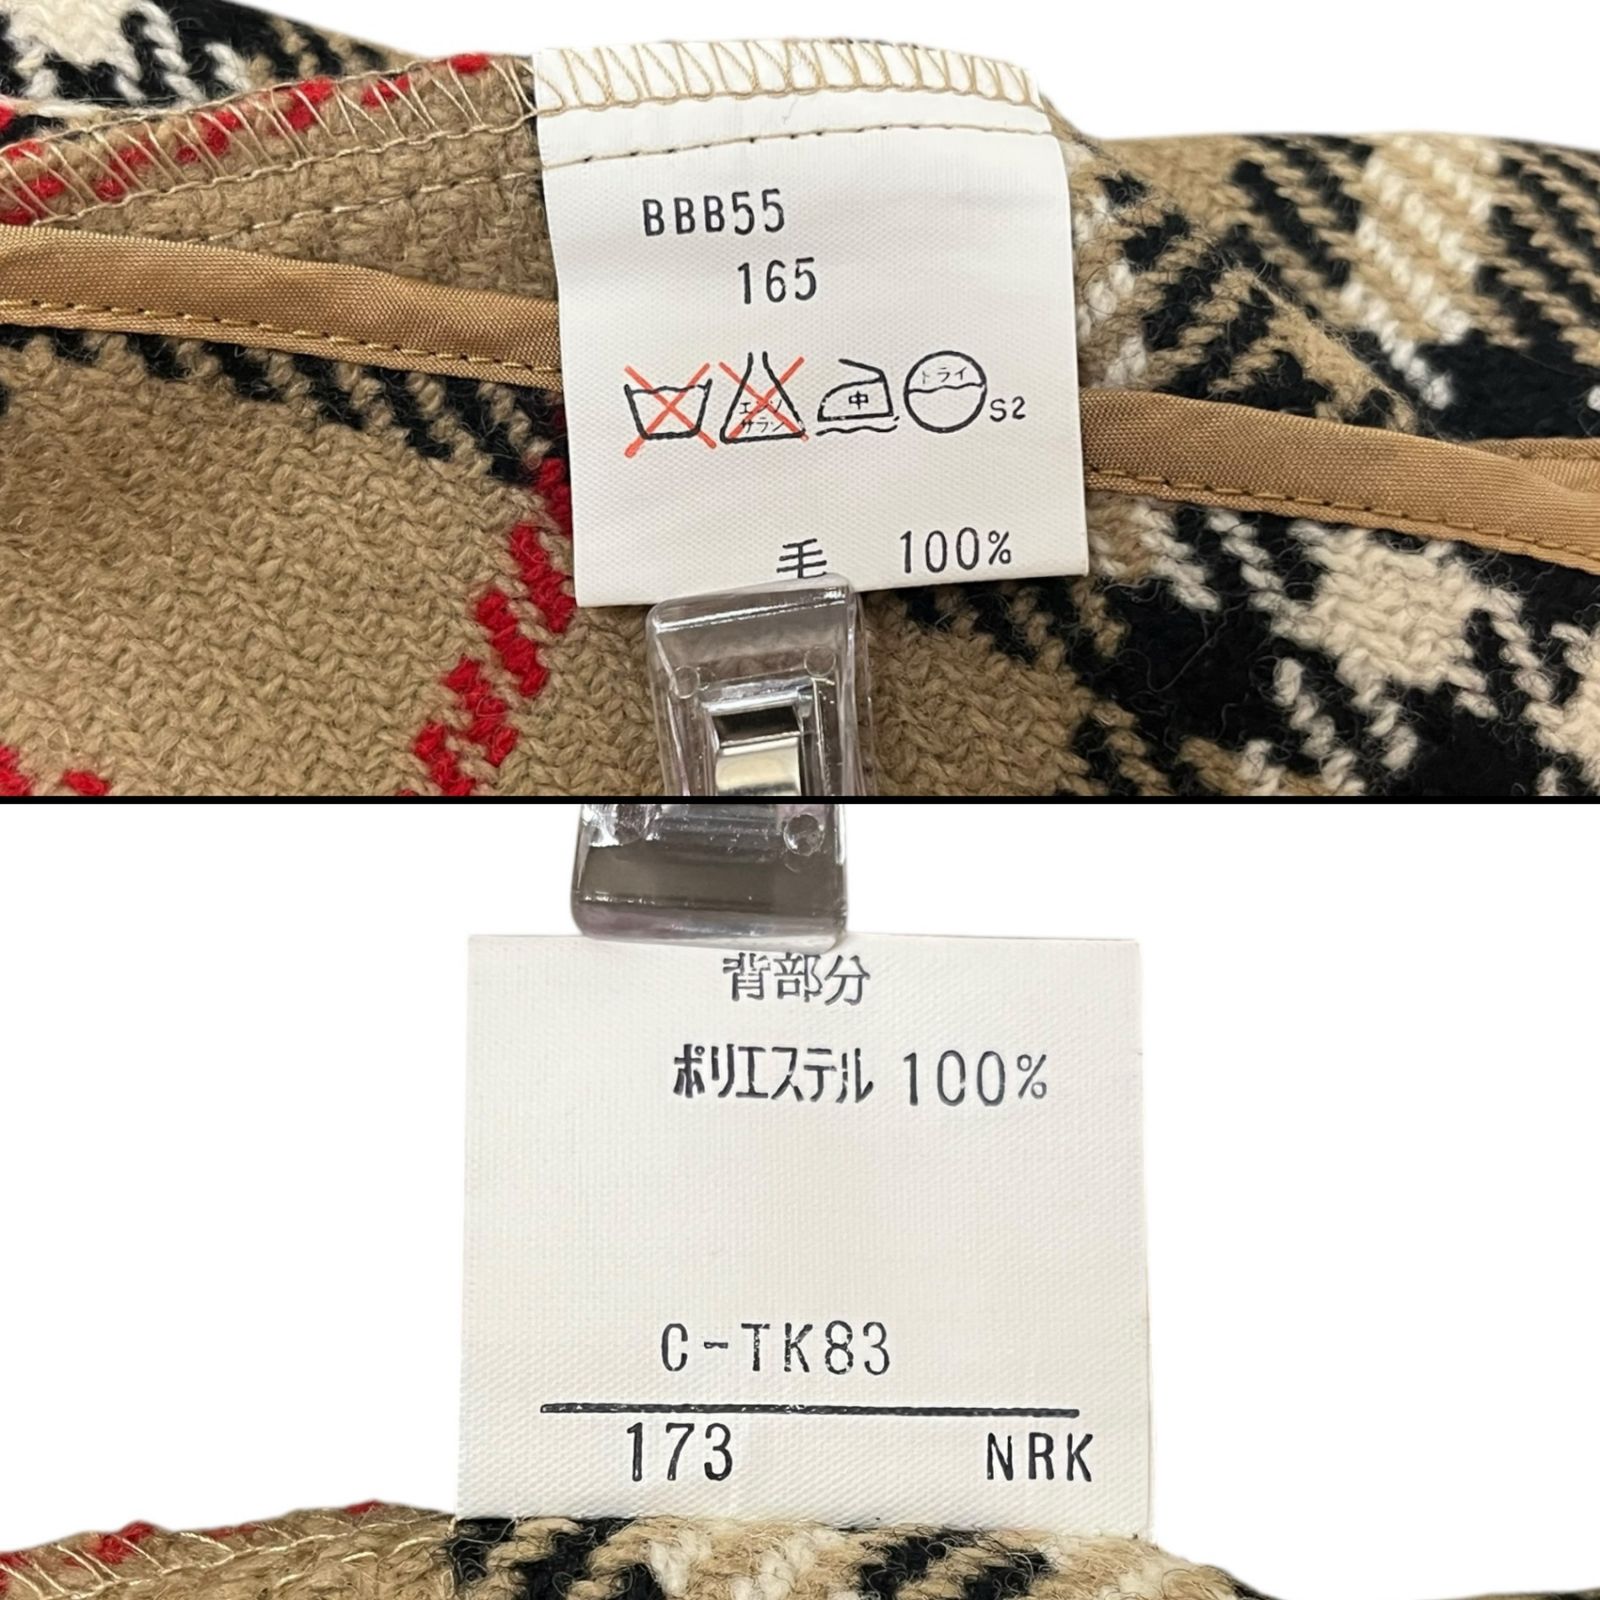 BBB55
165
エンソ
サラシ
中
ドライ
S2
毛 100%
背部分
ポリエステル 100%
C-TK83
173 NRK